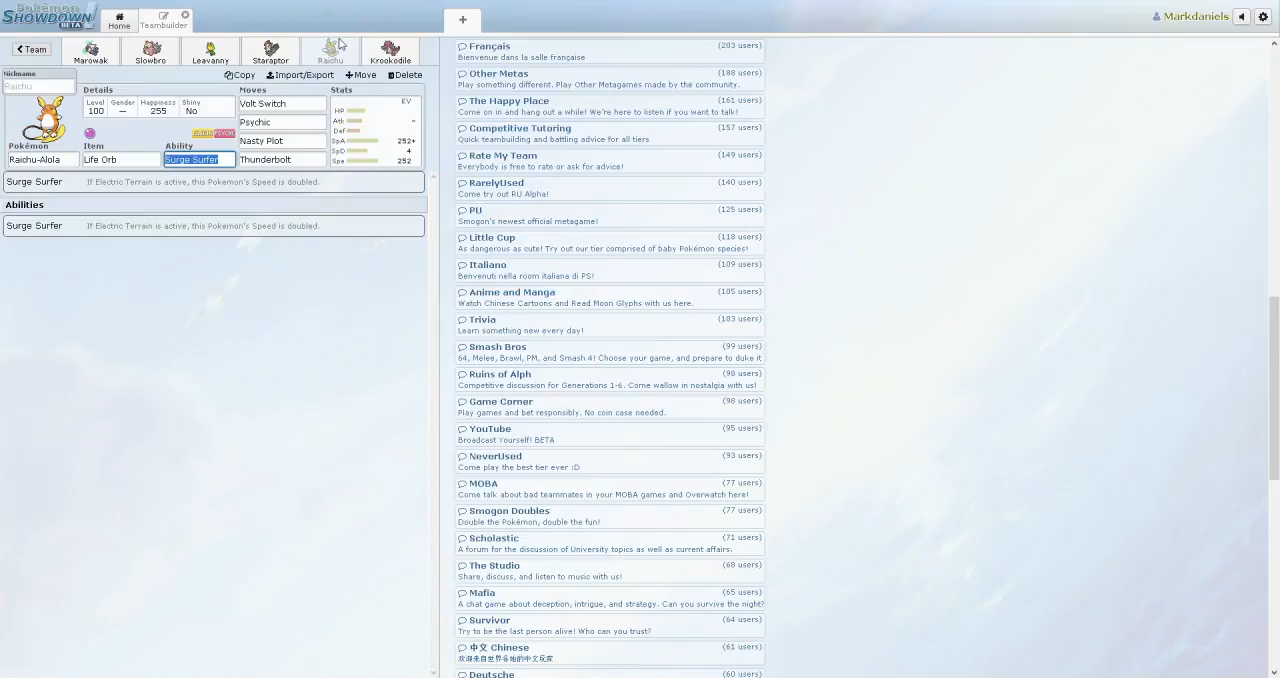 Pokémon
SHOWDOWN
BETA
Home
Teambuilder
+
Markdaniels
Team
Marowak
Slowbro
Leavanny
Staraptor
Raichu
Krookodile
Copy
Import/Export
Move
Delete
Nickname
Raichu
Details
Level
100
Gender
—
Happiness
255
Shiny
No
ELECTR PSYCHC
Pokémon
Raichu-Alola
Item
Life Orb
Ability
Surge Surfer
Moves
Volt Switch
Psychic
Nasty Plot
Thunderbolt
Stats
EV
HP
Atk -
Def
SpA 252+
SpD 4
Spe 252
Surge Surfer If Electric Terrain is active, this Pokemon's Speed is doubled.
Abilities
Surge Surfer If Electric Terrain is active, this Pokemon's Speed is doubled.
Français (203 users)
Bienvenue dans la salle française
Other Metas (188 users)
Play something different. Play Other Metagames made by the community.
The Happy Place (161 users)
Come on in and hang out a while! We're here to listen if you want to talk!
Competitive Tutoring (157 users)
Quick teambuilding and battling advice for all tiers
Rate My Team (149 users)
Everybody is free to rate or ask for advice!
RarelyUsed (140 users)
Come try out RU Alpha!
PU (125 users)
Smogon's newest official metagame!
Little Cup (118 users)
As dangerous as cute! Try out our tier comprised of baby Pokémon species!
Italiano (109 users)
Benvenuti nella room italiana di PS!
Anime and Manga (105 users)
Watch Chinese Cartoons and Read Moon Glyphs with us here.
Trivia (103 users)
Learn something new every day!
Smash Bros (99 users)
64, Melee, Brawl, PM, and Smash 4! Choose your game, and prepare to duke it
Ruins of Alph (98 users)
Competitive discussion for Generations 1-6. Come wallow in nostalgia with us!
Game Corner (98 users)
Play games and bet responsibly. No coin case needed.
YouTube (95 users)
Broadcast Yourself! BETA
NeverUsed (93 users)
Come play the best tier ever :D
MOBA (77 users)
Come talk about bad teammates in your MOBA games and Overwatch here!
Smogon Doubles (77 users)
Double the Pokémon, double the fun!
Scholastic (71 users)
A forum for the discussion of University topics as well as current affairs.
The Studio (68 users)
Share, discuss, and listen to music with us!
Mafia (65 users)
A chat game about deception, intrigue, and strategy. Can you survive the night?
Survivor (64 users)
Try to be the last person alive! Who can you trust?
中文 Chinese (61 users)
欢迎来自世界各地的中文玩家
Deutsche (60 users)